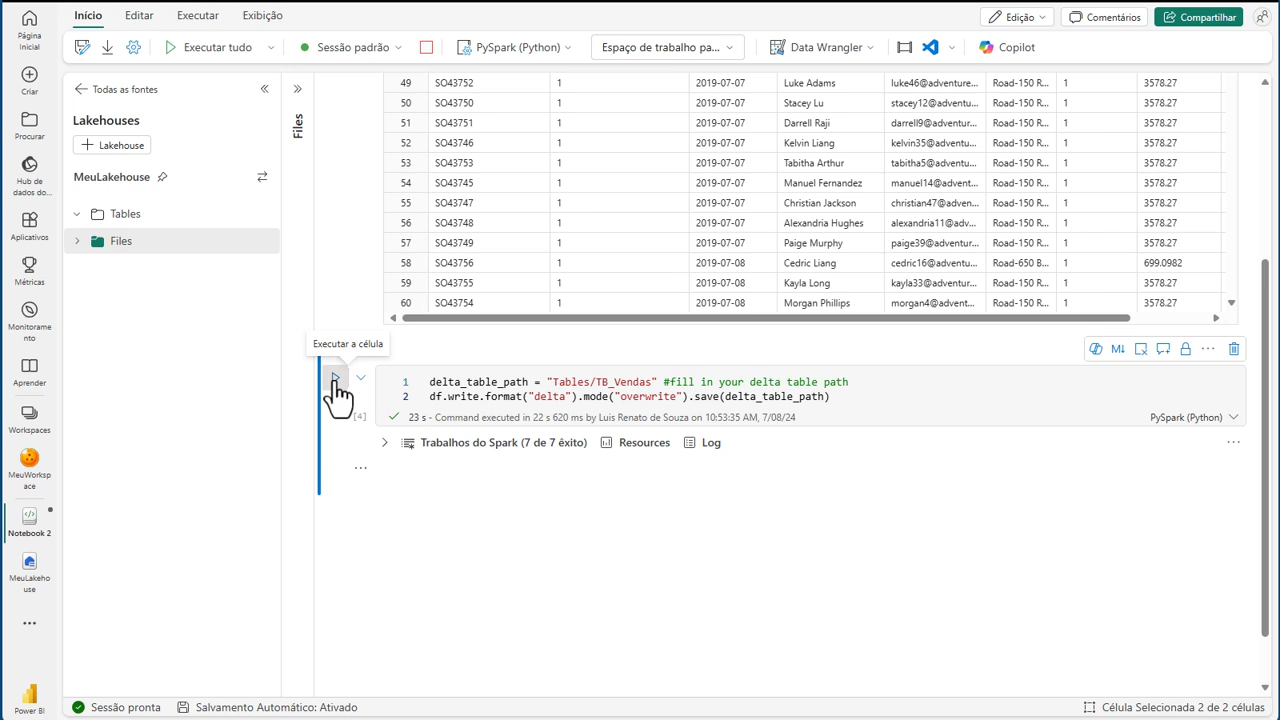 Início Editar Executar Exibição Edição Comentários Compartilhar
Executar tudo Sessão padrão PySpark (Python) Espaço de trabalho pa... Data Wrangler Copilot
Página
Inicial
Criar
Procurar
Hub de
dados do...
Aplicativos
Métricas
Monitorame
nto
Aprender
Workspaces
MeuWorksp
ace
Notebook 2
MeuLakeho
use
...
Power BI
Todas as fontes
Lakehouses
Lakehouse
MeuLakehouse
Tables
Files
Files
49 SO43752 1 2019-07-07 Luke Adams luke46@adventure... Road-150 R... 1 3578.27
50 SO43750 1 2019-07-07 Stacey Lu stacey12@adventu... Road-150 R... 1 3578.27
51 SO43751 1 2019-07-07 Darrell Raji darrell9@adventur... Road-150 R... 1 3578.27
52 SO43746 1 2019-07-07 Kelvin Liang kelvin35@adventu... Road-150 R... 1 3578.27
53 SO43753 1 2019-07-07 Tabitha Arthur tabitha5@adventu... Road-150 R... 1 3578.27
54 SO43745 1 2019-07-07 Manuel Fernandez manuel14@advent... Road-150 R... 1 3578.27
55 SO43747 1 2019-07-07 Christian Jackson christian47@adven... Road-150 R... 1 3578.27
56 SO43748 1 2019-07-07 Alexandria Hughes alexandria11@adv... Road-150 R... 1 3578.27
57 SO43749 1 2019-07-07 Paige Murphy paige39@adventur... Road-150 R... 1 3578.27
58 SO43756 1 2019-07-08 Cedric Liang cedric16@adventu... Road-650 B... 1 699.0982
59 SO43755 1 2019-07-08 Kayla Long kayla33@adventur... Road-150 R... 1 3578.27
60 SO43754 1 2019-07-08 Morgan Phillips morgan4@advent... Road-150 R... 1 3578.27
Executar a célula
M↓ ...
1 delta_table_path = "Tables/TB_Vendas" #fill in your delta table path
2 df.write.format("delta").mode("overwrite").save(delta_table_path)
[4] 23 s - Command executed in 22 s 620 ms by Luis Renato de Souza on 10:53:35 AM, 7/08/24 PySpark (Python)
Trabalhos do Spark (7 de 7 êxito) Resources Log ...
...
Sessão pronta Salvamento Automático: Ativado Célula Selecionada 2 de 2 células